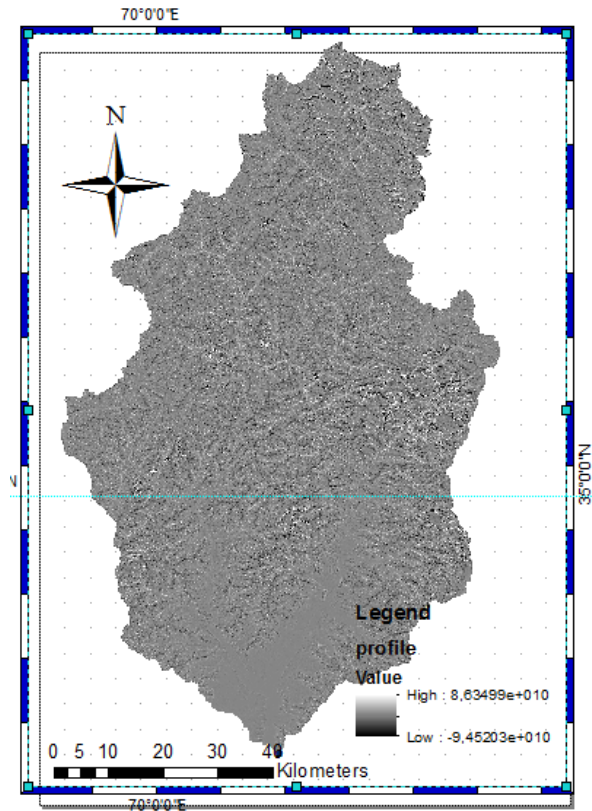 70°0'0"E
N
35°0'0"N
Legend
profile
Value
High : 8,63499e+010
Low : -9,45203e+010
0 5 10 20 30 40
Kilometers
70°0'0"E